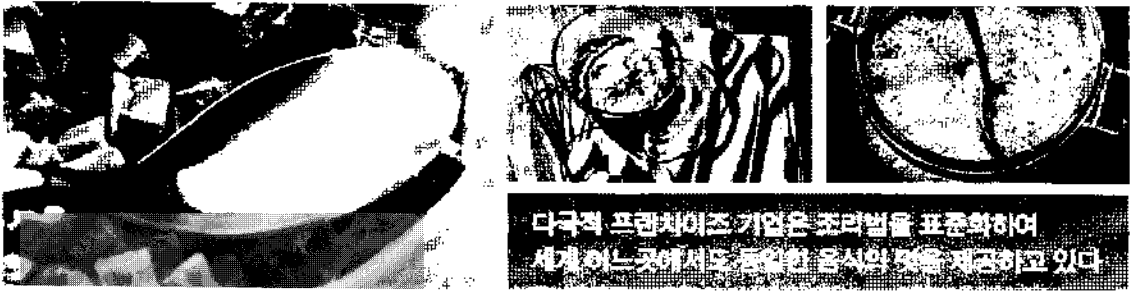 다국적 프랜차이즈 기업은 조리법을 표준화하여
세계 어느 곳에서도 동일한 음식의 맛을 제공하고 있다